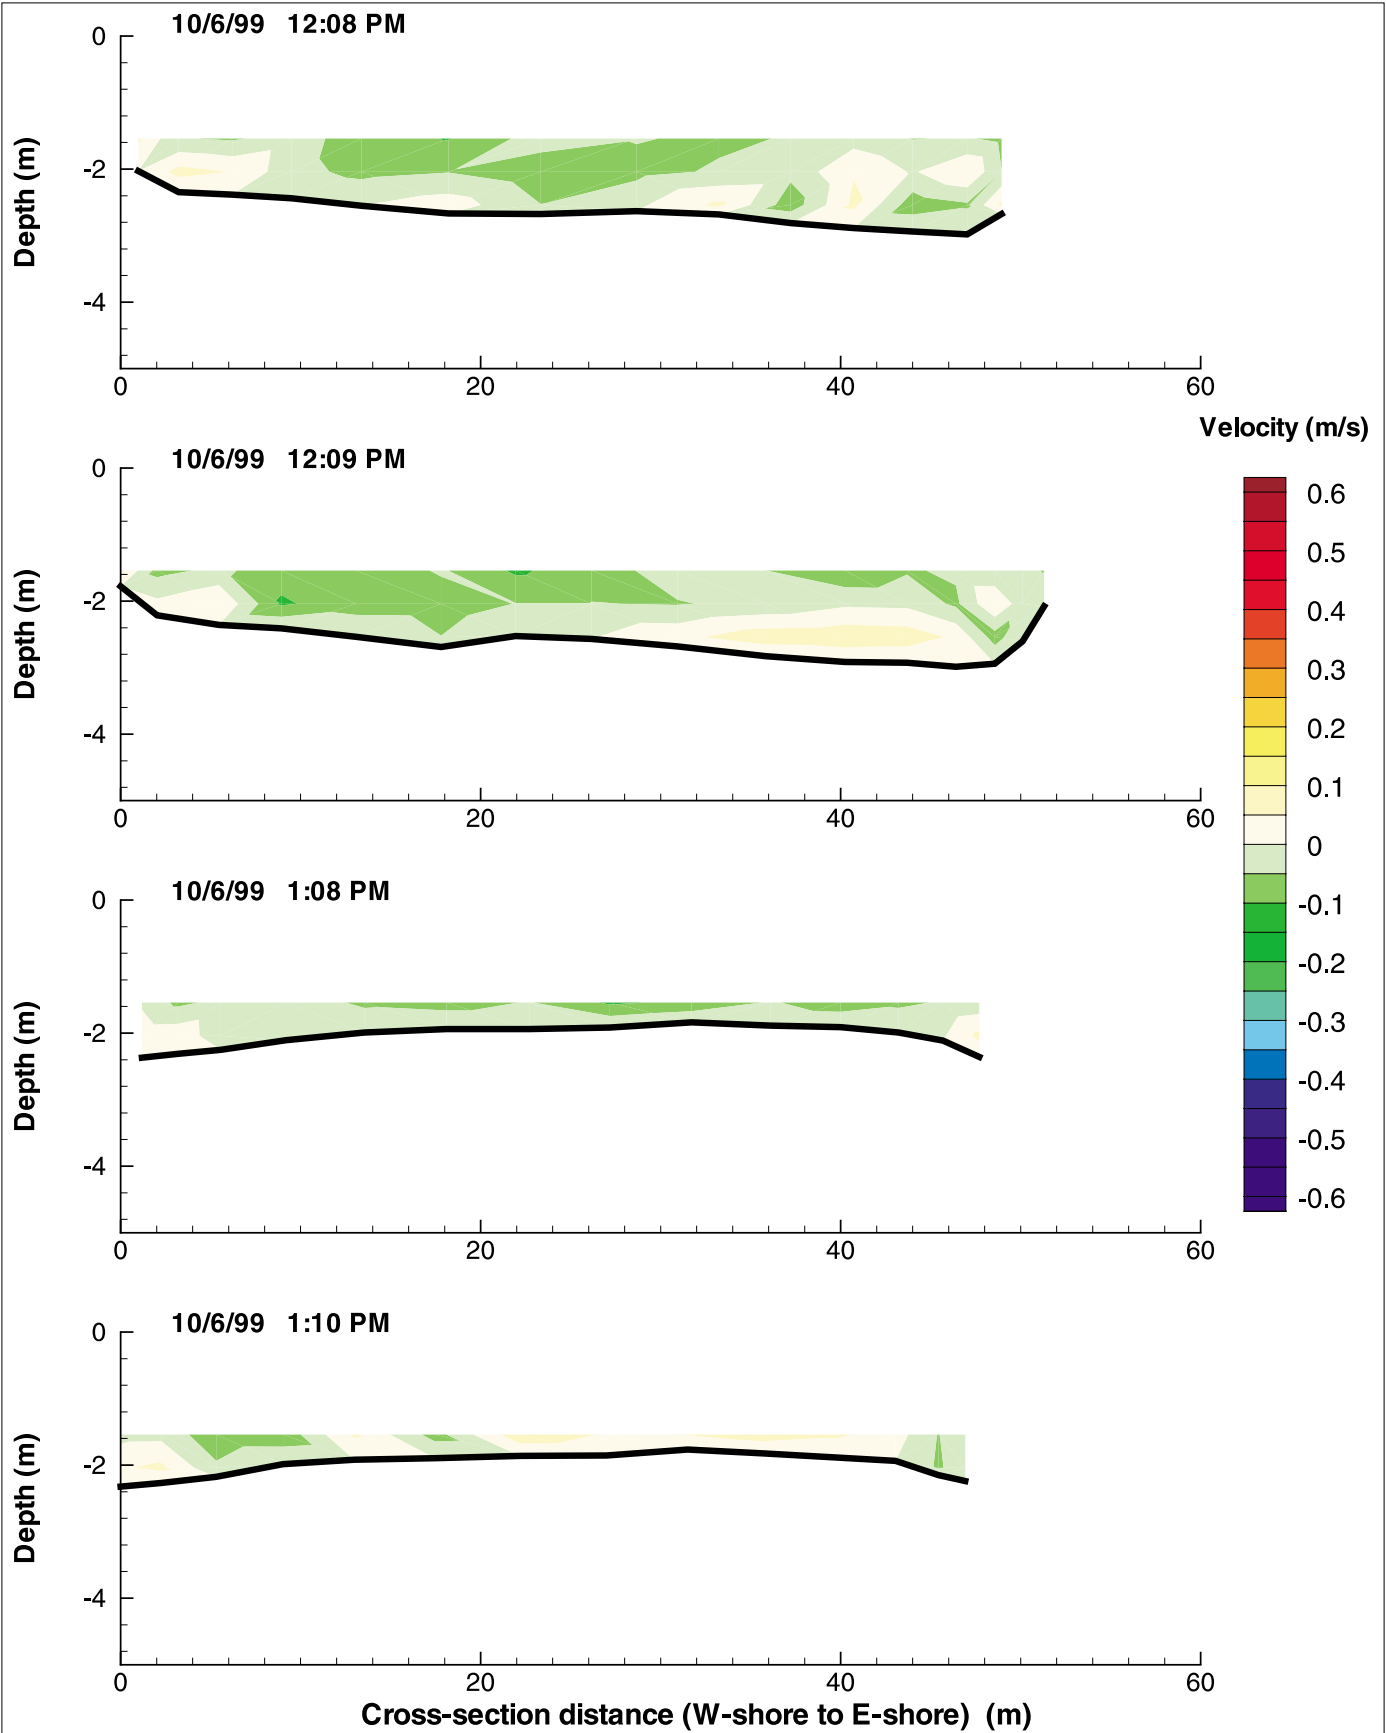 10/6/99 12:08 PM
0
-2
-4
Depth (m)
0 20 40 60
10/6/99 12:09 PM
0
-2
-4
Depth (m)
0 20 40 60
Velocity (m/s)
0.6
0.5
0.4
0.3
0.2
0.1
0
-0.1
-0.2
-0.3
-0.4
-0.5
-0.6
10/6/99 1:08 PM
0
-2
-4
Depth (m)
0 20 40 60
10/6/99 1:10 PM
0
-2
-4
Depth (m)
0 20 40 60
Cross-section distance (W-shore to E-shore) (m)